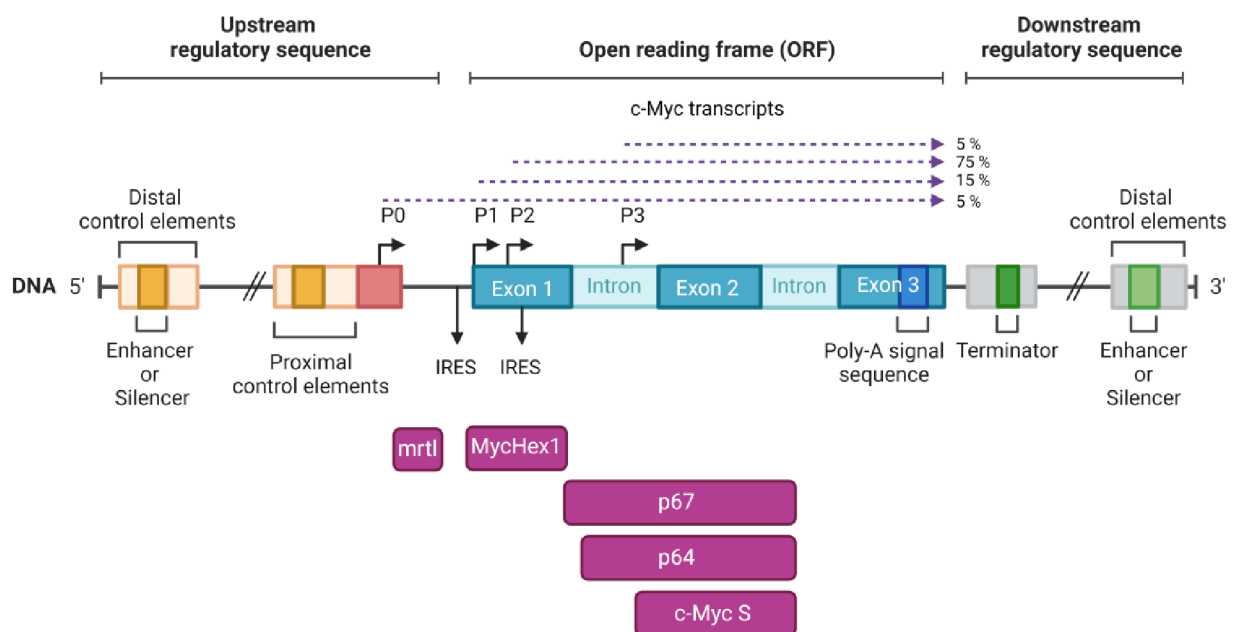 Upstream
regulatory sequence
Open reading frame (ORF)
Downstream
regulatory sequence
c-Myc transcripts
5 %
75 %
15 %
5 %
Distal
control elements
P0
P1
P2
P3
Distal
control elements
DNA 5' Exon 1 Intron Exon 2 Intron Exon 3 3'
Enhancer
or
Silencer
Proximal
control elements
IRES
IRES
Poly-A signal
sequence
Terminator
Enhancer
or
Silencer
mrtl
MycHex1
p67
p64
c-Myc S